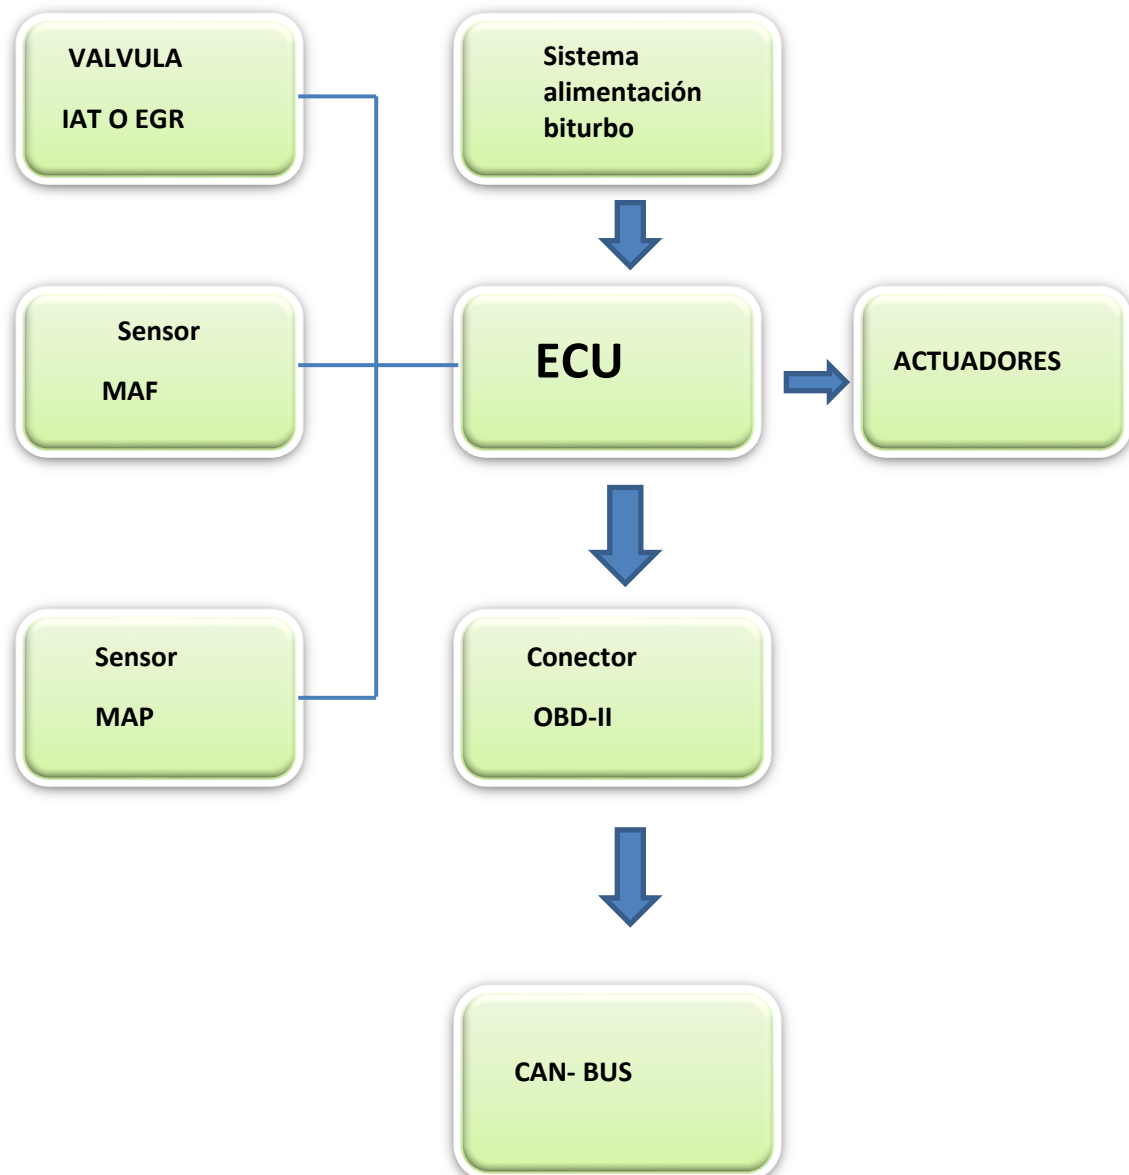 VALVULA
IAT O EGR
Sistema
alimentación
biturbo
Sensor
MAF
ECU
ACTUADORES
Sensor
MAP
Conector
OBD-II
CAN- BUS